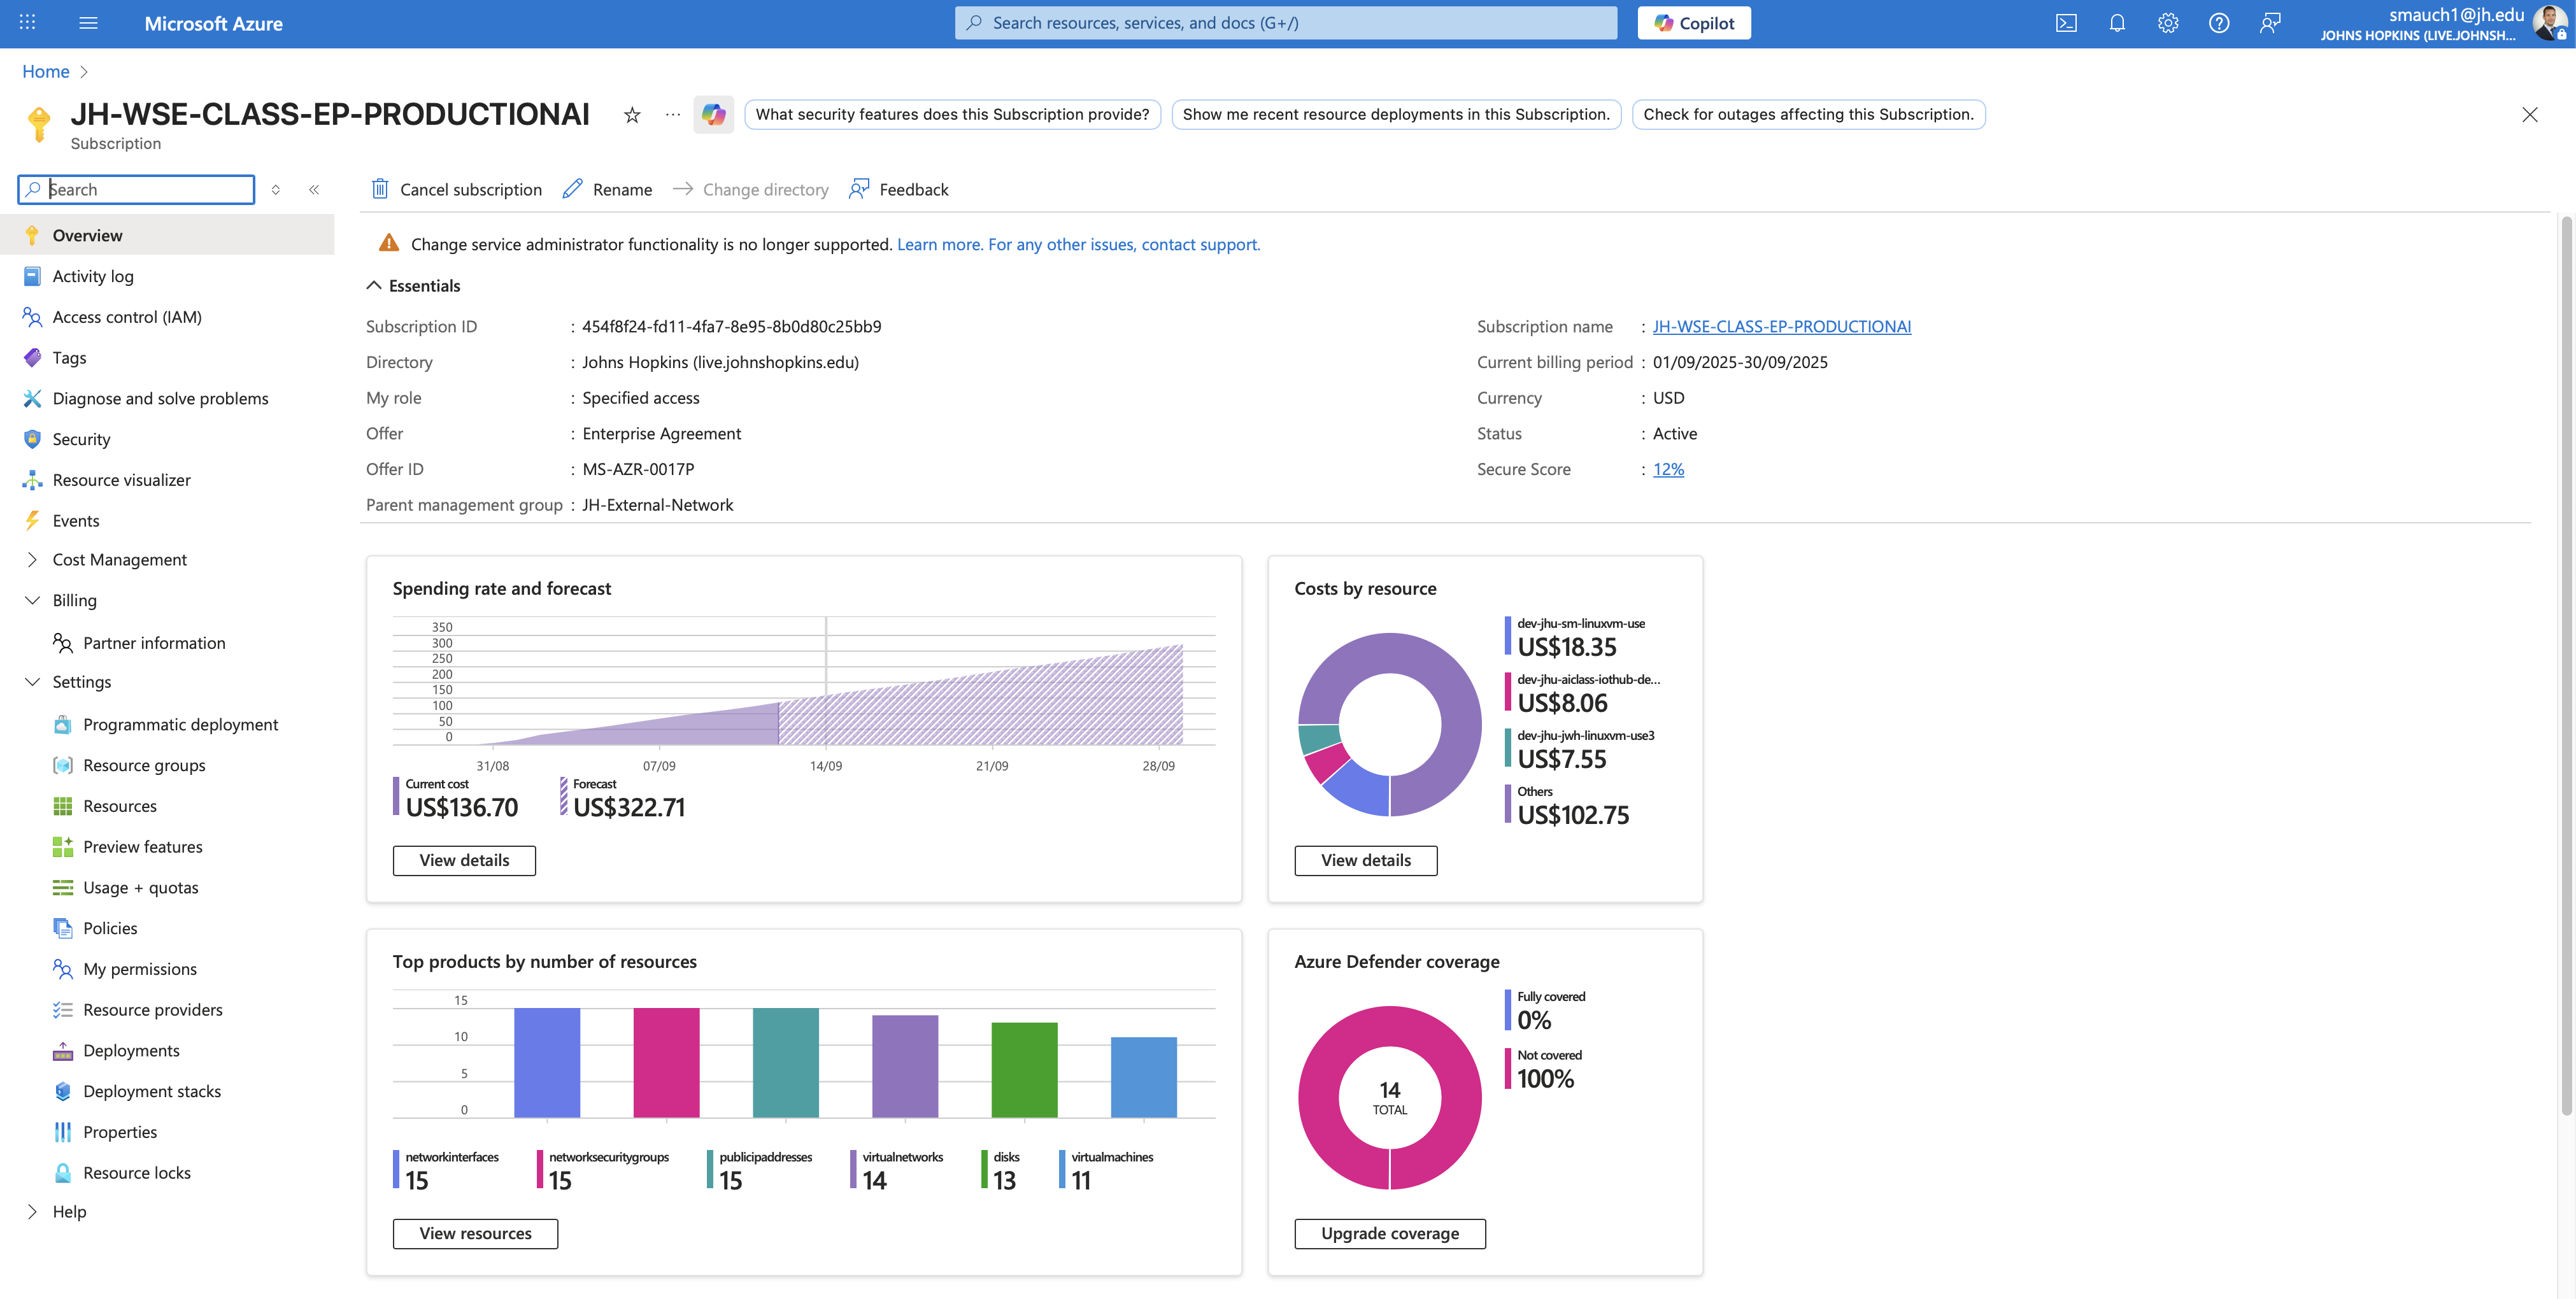 Microsoft Azure
Search resources, services, and docs (G+/)
Copilot
smauch1@jh.edu
JOHNS HOPKINS (LIVE.JOHNSH...
Home
JH-WSE-CLASS-EP-PRODUCTIONAI
Subscription
What security features does this Subscription provide?
Show me recent resource deployments in this Subscription.
Check for outages affecting this Subscription.
Search
Overview
Activity log
Access control (IAM)
Tags
Diagnose and solve problems
Security
Resource visualizer
Events
Cost Management
Billing
Partner information
Settings
Programmatic deployment
Resource groups
Resources
Preview features
Usage + quotas
Policies
My permissions
Resource providers
Deployments
Deployment stacks
Properties
Resource locks
Help
Cancel subscription
Rename
Change directory
Feedback
Change service administrator functionality is no longer supported. Learn more. For any other issues, contact support.
Essentials
Subscription ID : 454f8f24-fd11-4fa7-8e95-8b0d80c25bb9
Directory : Johns Hopkins (live.johnshopkins.edu)
My role : Specified access
Offer : Enterprise Agreement
Offer ID : MS-AZR-0017P
Parent management group : JH-External-Network
Subscription name : JH-WSE-CLASS-EP-PRODUCTIONAI
Current billing period : 01/09/2025-30/09/2025
Currency : USD
Status : Active
Secure Score : 12%
Spending rate and forecast
350
300
250
200
150
100
50
0
31/08
07/09
14/09
21/09
28/09
Current cost
US$136.70
Forecast
US$322.71
View details
Costs by resource
dev-jhu-sm-linuxvm-use
US$18.35
dev-jhu-aiclass-iothub-de...
US$8.06
dev-jhu-jwh-linuxvm-use3
US$7.55
Others
US$102.75
View details
Top products by number of resources
15
10
5
0
networkinterfaces
15
networksecuritygroups
15
publicipaddresses
15
virtualnetworks
14
disks
13
virtualmachines
11
View resources
Azure Defender coverage
14
TOTAL
Fully covered
0%
Not covered
100%
Upgrade coverage